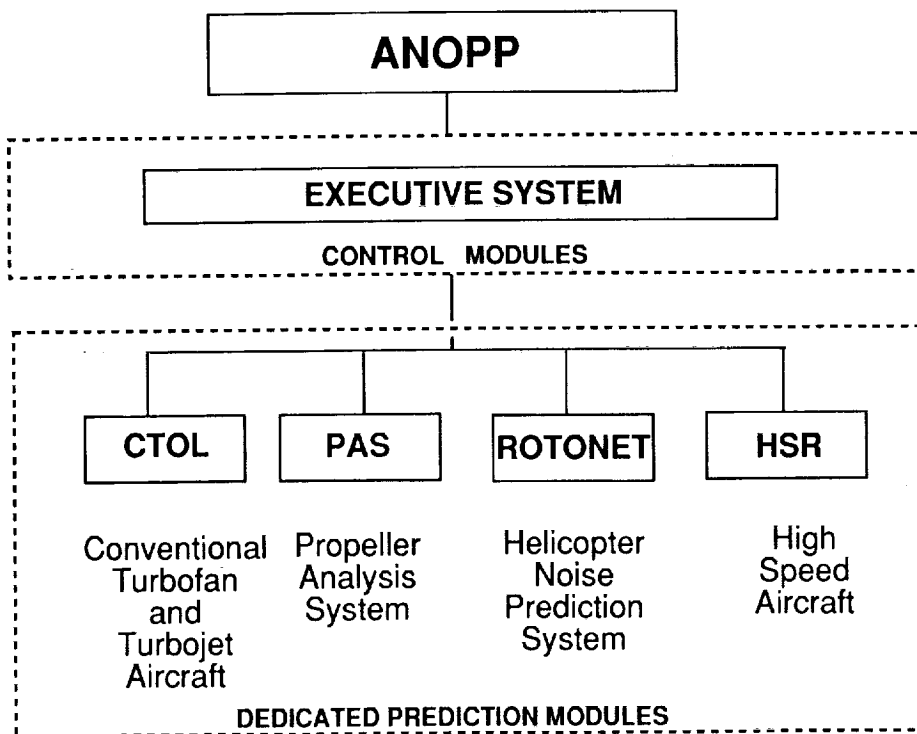 ANOPP
EXECUTIVE SYSTEM
CONTROL MODULES
CTOL
PAS
ROTONET
HSR
Conventional
Turbofan
and
Turbojet
Aircraft
Propeller
Analysis
System
Helicopter
Noise
Prediction
System
High
Speed
Aircraft
DEDICATED PREDICTION MODULES